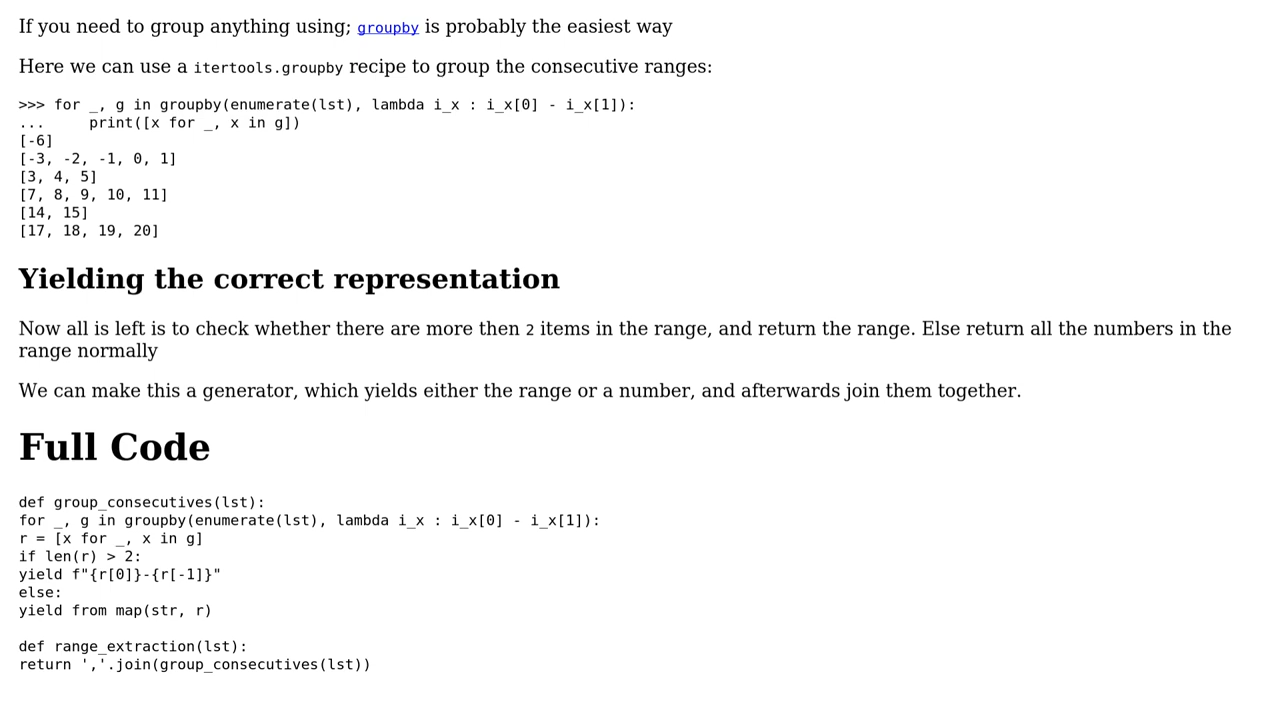 If you need to group anything using; groupby is probably the easiest way
Here we can use a itertools.groupby recipe to group the consecutive ranges:
>>> for _, g in groupby(enumerate(lst), lambda i_x : i_x[0] - i_x[1]):
...     print([x for _, x in g])
[-6]
[-3, -2, -1, 0, 1]
[3, 4, 5]
[7, 8, 9, 10, 11]
[14, 15]
[17, 18, 19, 20]
Yielding the correct representation
Now all is left is to check whether there are more then 2 items in the range, and return the range. Else return all the numbers in the
range normally
We can make this a generator, which yields either the range or a number, and afterwards join them together.
Full Code
def group_consecutives(lst):
for _, g in groupby(enumerate(lst), lambda i_x : i_x[0] - i_x[1]):
r = [x for _, x in g]
if len(r) > 2:
yield f"{r[0]}-{r[-1]}"
else:
yield from map(str, r)
def range_extraction(lst):
return ','.join(group_consecutives(lst))